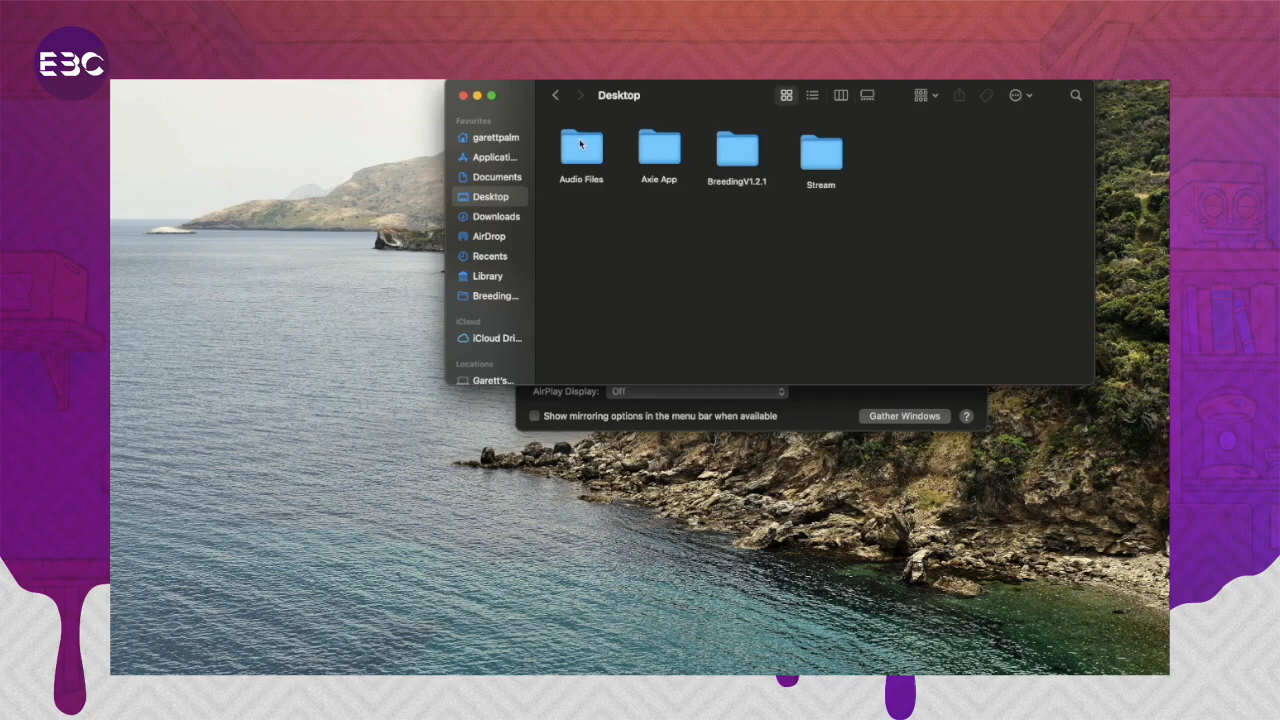 EBC
Desktop
Favorites
garettpalm
Applicati...
Documents
Desktop
Downloads
AirDrop
Recents
Library
Breeding...
iCloud
iCloud Dri...
Locations
Garett's...
Audio Files
Axie App
BreedingV1.2.1
Stream
AirPlay Display:
Off
Show mirroring options in the menu bar when available
Gather Windows
?